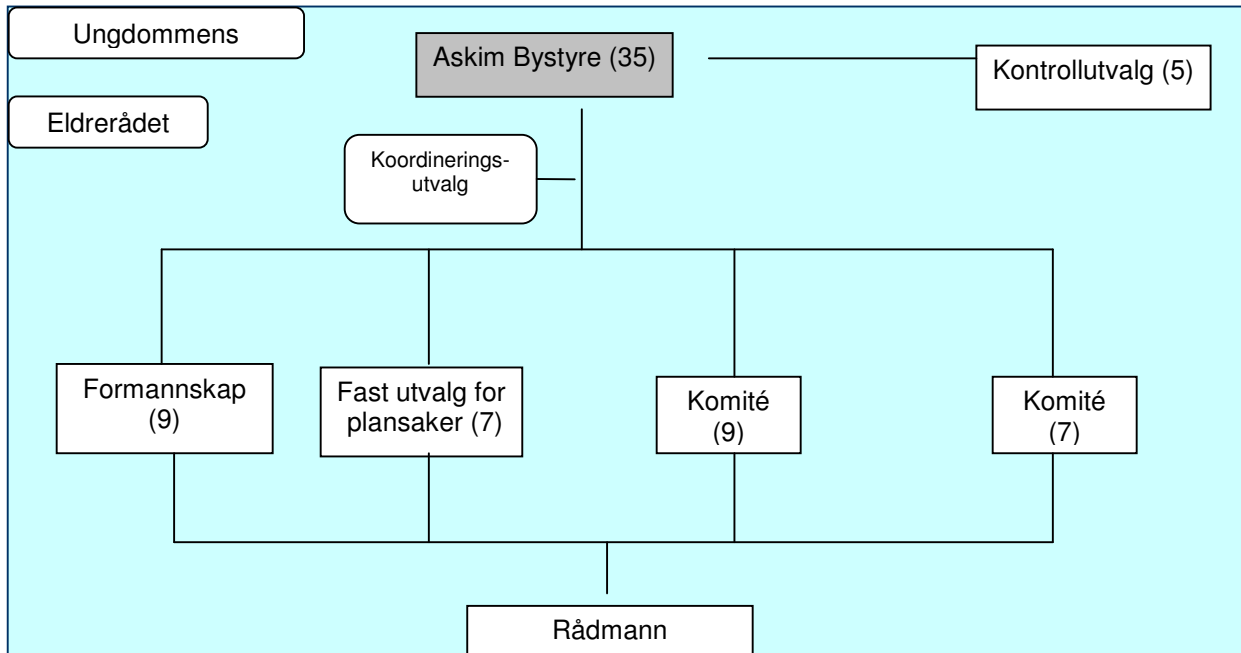 Ungdommens
Askim Bystyre (35)
Kontrollutvalg (5)
Eldrerådet
Koordinerings-
utvalg
Formannskap
(9)
Fast utvalg for
plansaker (7)
Komité
(9)
Komité
(7)
Rådmann